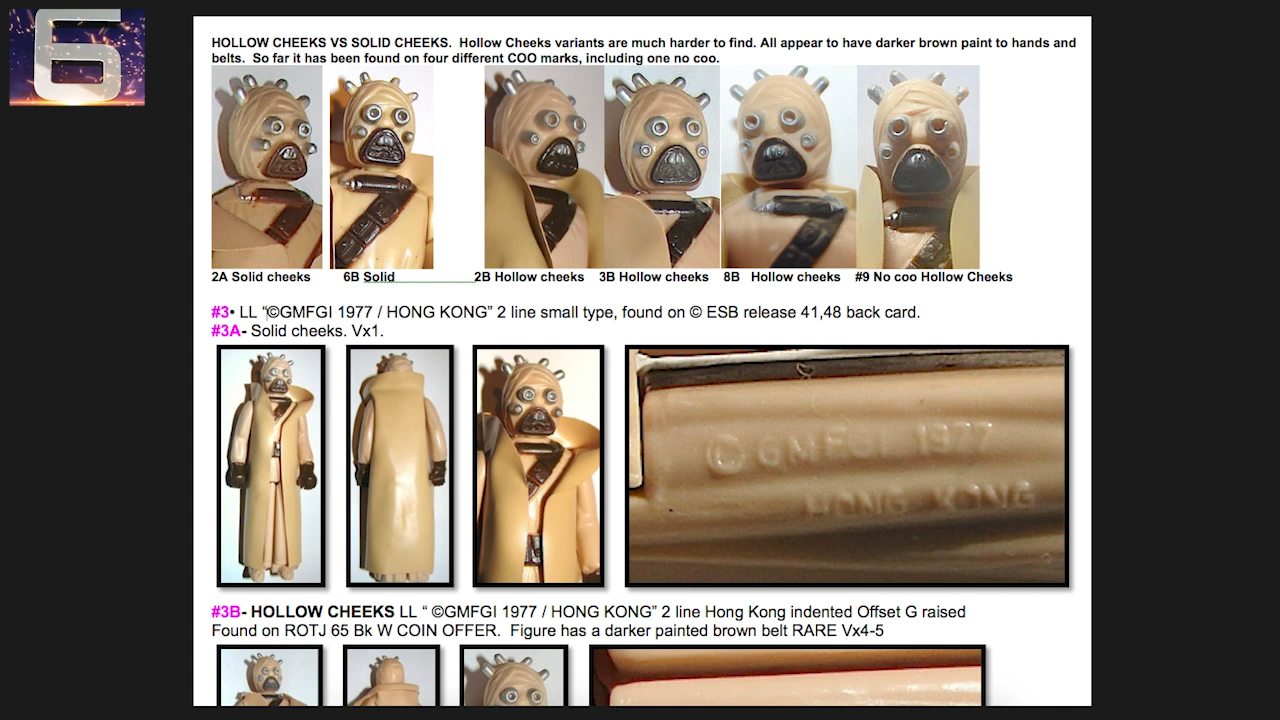 6
HOLLOW CHEEKS VS SOLID CHEEKS. Hollow Cheeks variants are much harder to find. All appear to have darker brown paint to hands and
belts. So far it has been found on four different COO marks, including one no coo.
2A Solid cheeks 6B Solid 2B Hollow cheeks 3B Hollow cheeks 8B Hollow cheeks #9 No coo Hollow Cheeks
#3• LL “©GMFGI 1977 / HONG KONG” 2 line small type, found on © ESB release 41,48 back card.
#3A- Solid cheeks. Vx1.
© GMFGI 1977
HONG KONG
#3B- HOLLOW CHEEKS LL “ ©GMFGI 1977 / HONG KONG” 2 line Hong Kong indented Offset G raised
Found on ROTJ 65 Bk W COIN OFFER. Figure has a darker painted brown belt RARE Vx4-5